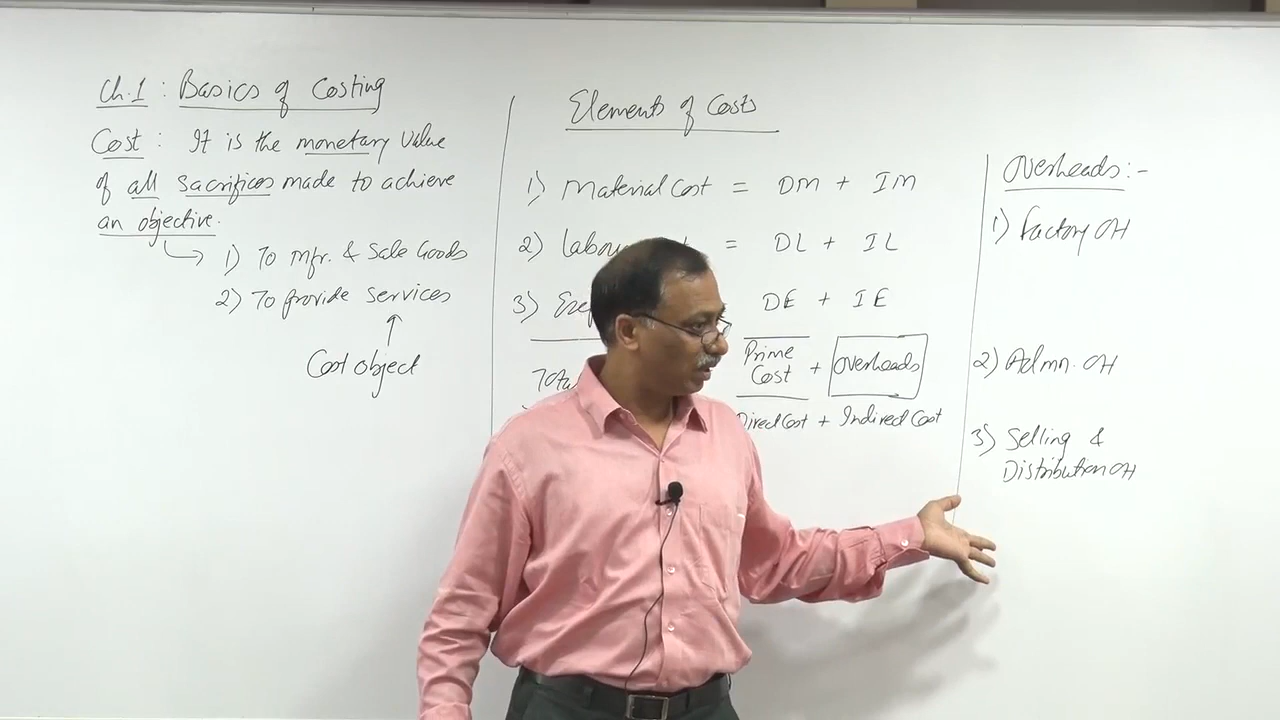 Ch.1 : Basics of Costing
Cost : It is the monetary value
of all sacrifices made to achieve
an objective.
1) To Mfr. & Sale Goods
2) To provide services
Cost object
Elements of Costs
1) Material Cost = DM + IM
2) = DL + IL
3) DE + IE
Prime Cost + Overheads
Direct Cost + Indirect Cost
Overheads :-
1) Factory OH
2) Admn. OH
3) Selling &
Distribution OH